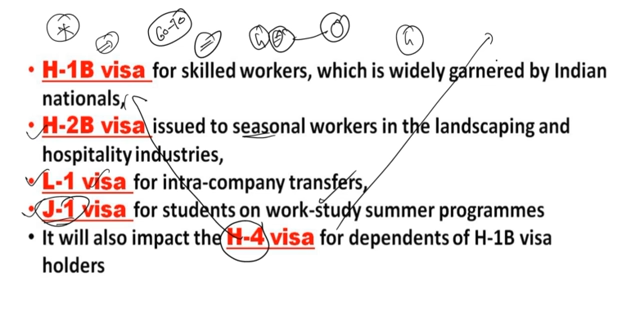 Go-To
• H-1B visa for skilled workers, which is widely garnered by Indian
nationals,
• H-2B visa issued to seasonal workers in the landscaping and
hospitality industries,
• L-1 visa for intra-company transfers,
• J-1 visa for students on work-study summer programmes
• It will also impact the H-4 visa for dependents of H-1B visa
holders